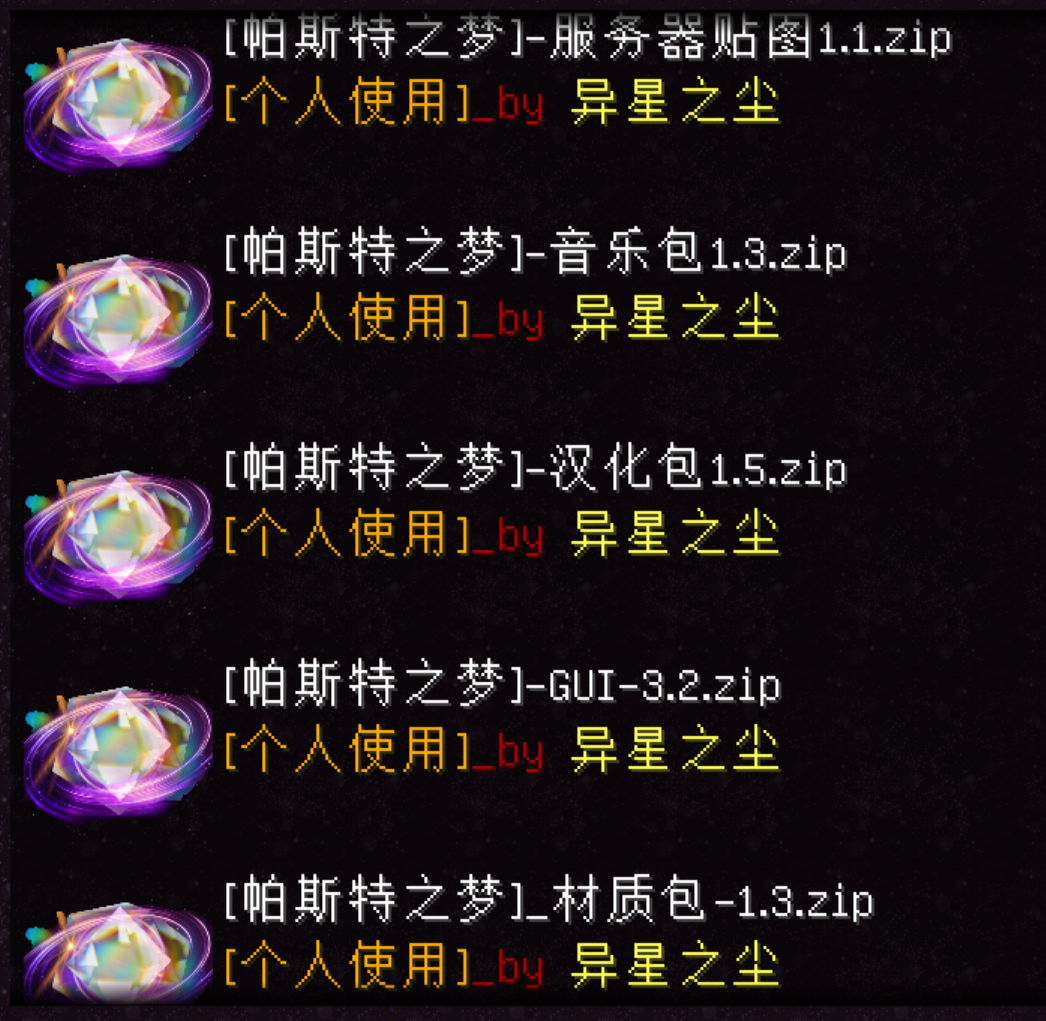 [帕斯特之梦]-服务器贴图1.1.zip
[个人使用]_by 异星之尘
[帕斯特之梦]-音乐包1.3.zip
[个人使用]_by 异星之尘
[帕斯特之梦]-汉化包1.5.zip
[个人使用]_by 异星之尘
[帕斯特之梦]-GUI-3.2.zip
[个人使用]_by 异星之尘
[帕斯特之梦]_材质包-1.3.zip
[个人使用]_by 异星之尘